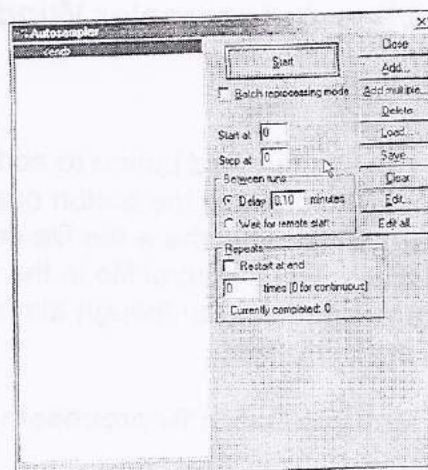 Autosampler
<end>
Start
Batch reprocessing mode
Start at: 0
Stop at: 0
Between runs
Delay 0.10 minutes
Wait for remote start
Repeats
Restart at end
0 times (0 for continuous)
Currently completed: 0
Close
Add...
Add multiple...
Delete
Load...
Save
Clear
Edit...
Edit all...